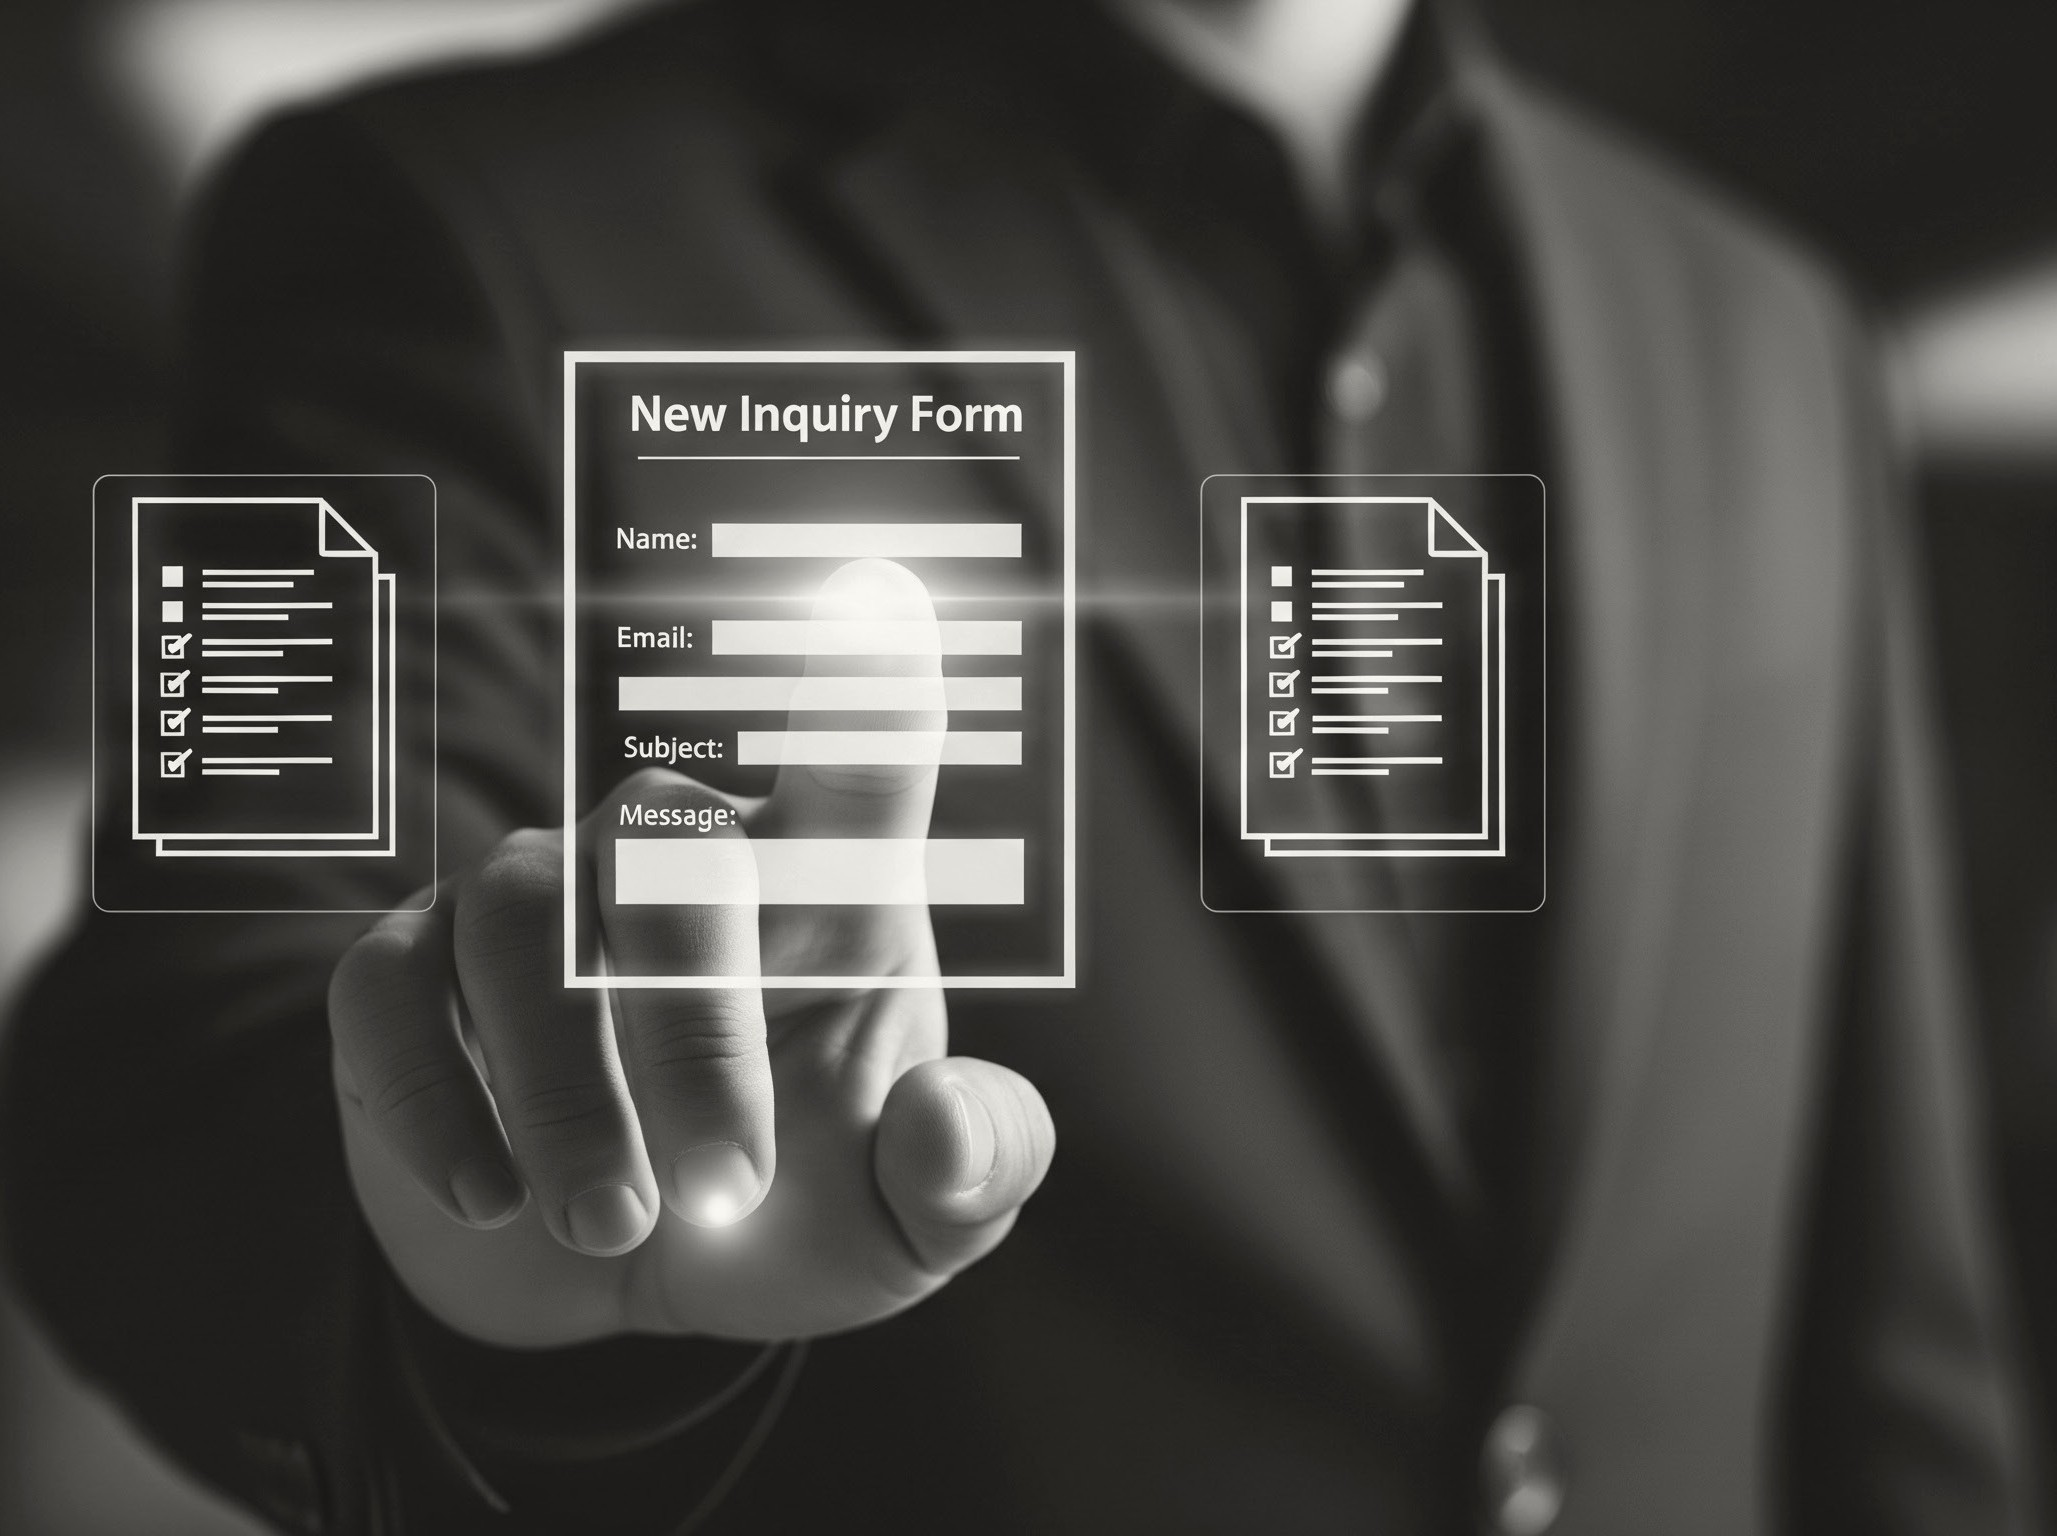 New Inquiry Form
Name:
Email:
Subject:
Message: